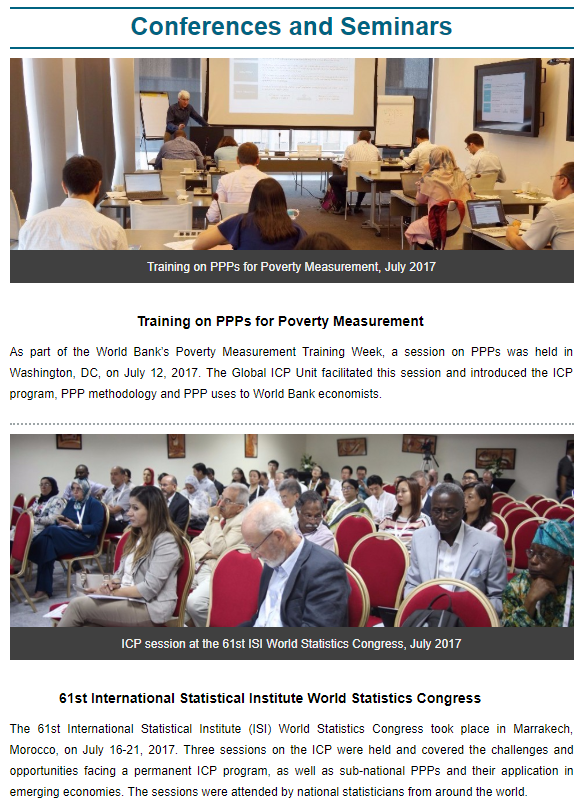 Conferences and Seminars
Training on PPPs for Poverty Measurement, July 2017
Training on PPPs for Poverty Measurement
As part of the World Bank’s Poverty Measurement Training Week, a session on PPPs was held in
Washington, DC, on July 12, 2017. The Global ICP Unit facilitated this session and introduced the ICP
program, PPP methodology and PPP uses to World Bank economists.
ICP session at the 61st ISI World Statistics Congress, July 2017
61st International Statistical Institute World Statistics Congress
The 61st International Statistical Institute (ISI) World Statistics Congress took place in Marrakech,
Morocco, on July 16-21, 2017. Three sessions on the ICP were held and covered the challenges and
opportunities facing a permanent ICP program, as well as sub-national PPPs and their application in
emerging economies. The sessions were attended by national statisticians from around the world.